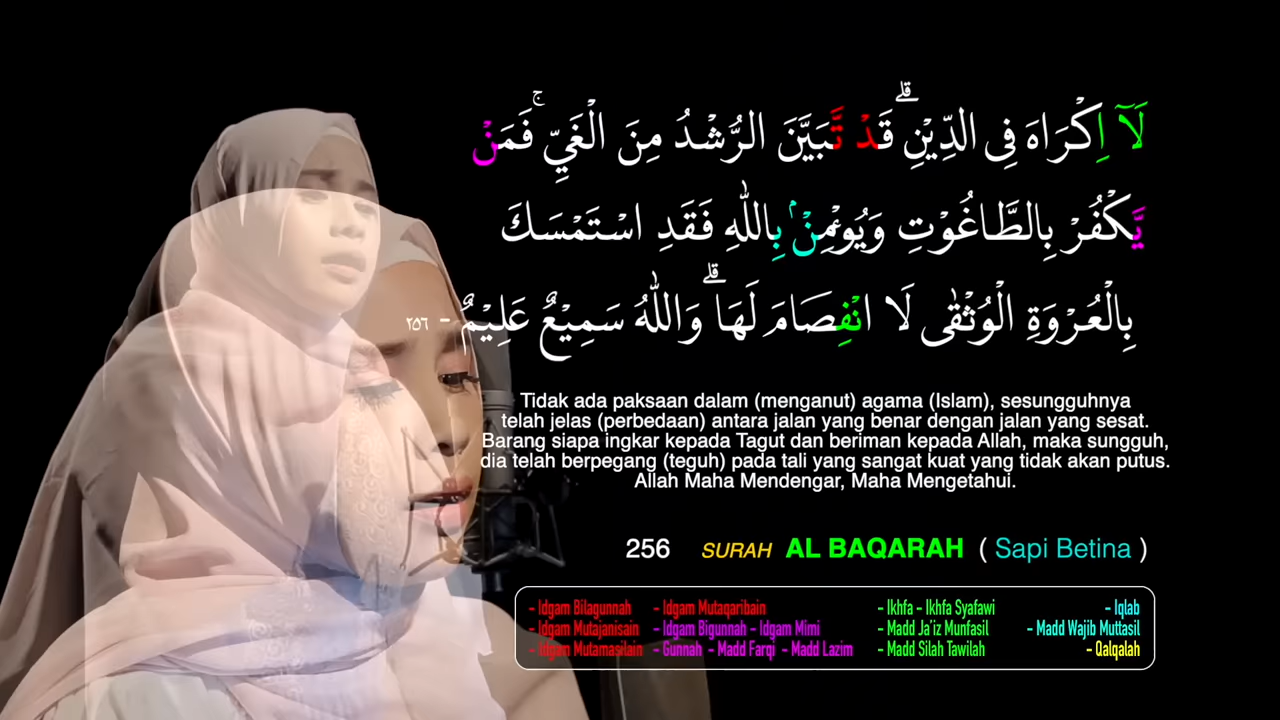 لَآ اِكْرَاهَ فِى الدِّيْنِۗ قَدْ تَّبَيَّنَ الرُّشْدُ مِنَ الْغَيِّۚ فَمَنْ
يَّكْفُرْ بِالطَّاغُوْتِ وَيُؤْمِنْۢ بِاللّٰهِ فَقَدِ اسْتَمْسَكَ
بِالْعُرْوَةِ الْوُثْقٰى لَا انْفِصَامَ لَهَاۗ وَاللّٰهُ سَمِيْعٌ عَلِيْمٌ - ٢٥٦
Tidak ada paksaan dalam (menganut) agama (Islam), sesungguhnya
telah jelas (perbedaan) antara jalan yang benar dengan jalan yang sesat.
Barang siapa ingkar kepada Tagut dan beriman kepada Allah, maka sungguh,
dia telah berpegang (teguh) pada tali yang sangat kuat yang tidak akan putus.
Allah Maha Mendengar, Maha Mengetahui.
256 SURAH AL BAQARAH ( Sapi Betina )
- Idgam Bilagunnah - Idgam Mutaqaribain - Ikhfa - Ikhfa Syafawi - Iqlab
- Idgam Mutajanisain - Idgam Bigunnah - Idgam Mimi - Madd Ja'iz Munfasil - Madd Wajib Muttasil
- Idgam Mutamasilain - Gunnah - Madd Farqi - Madd Lazim - Madd Silah Tawilah - Qalqalah